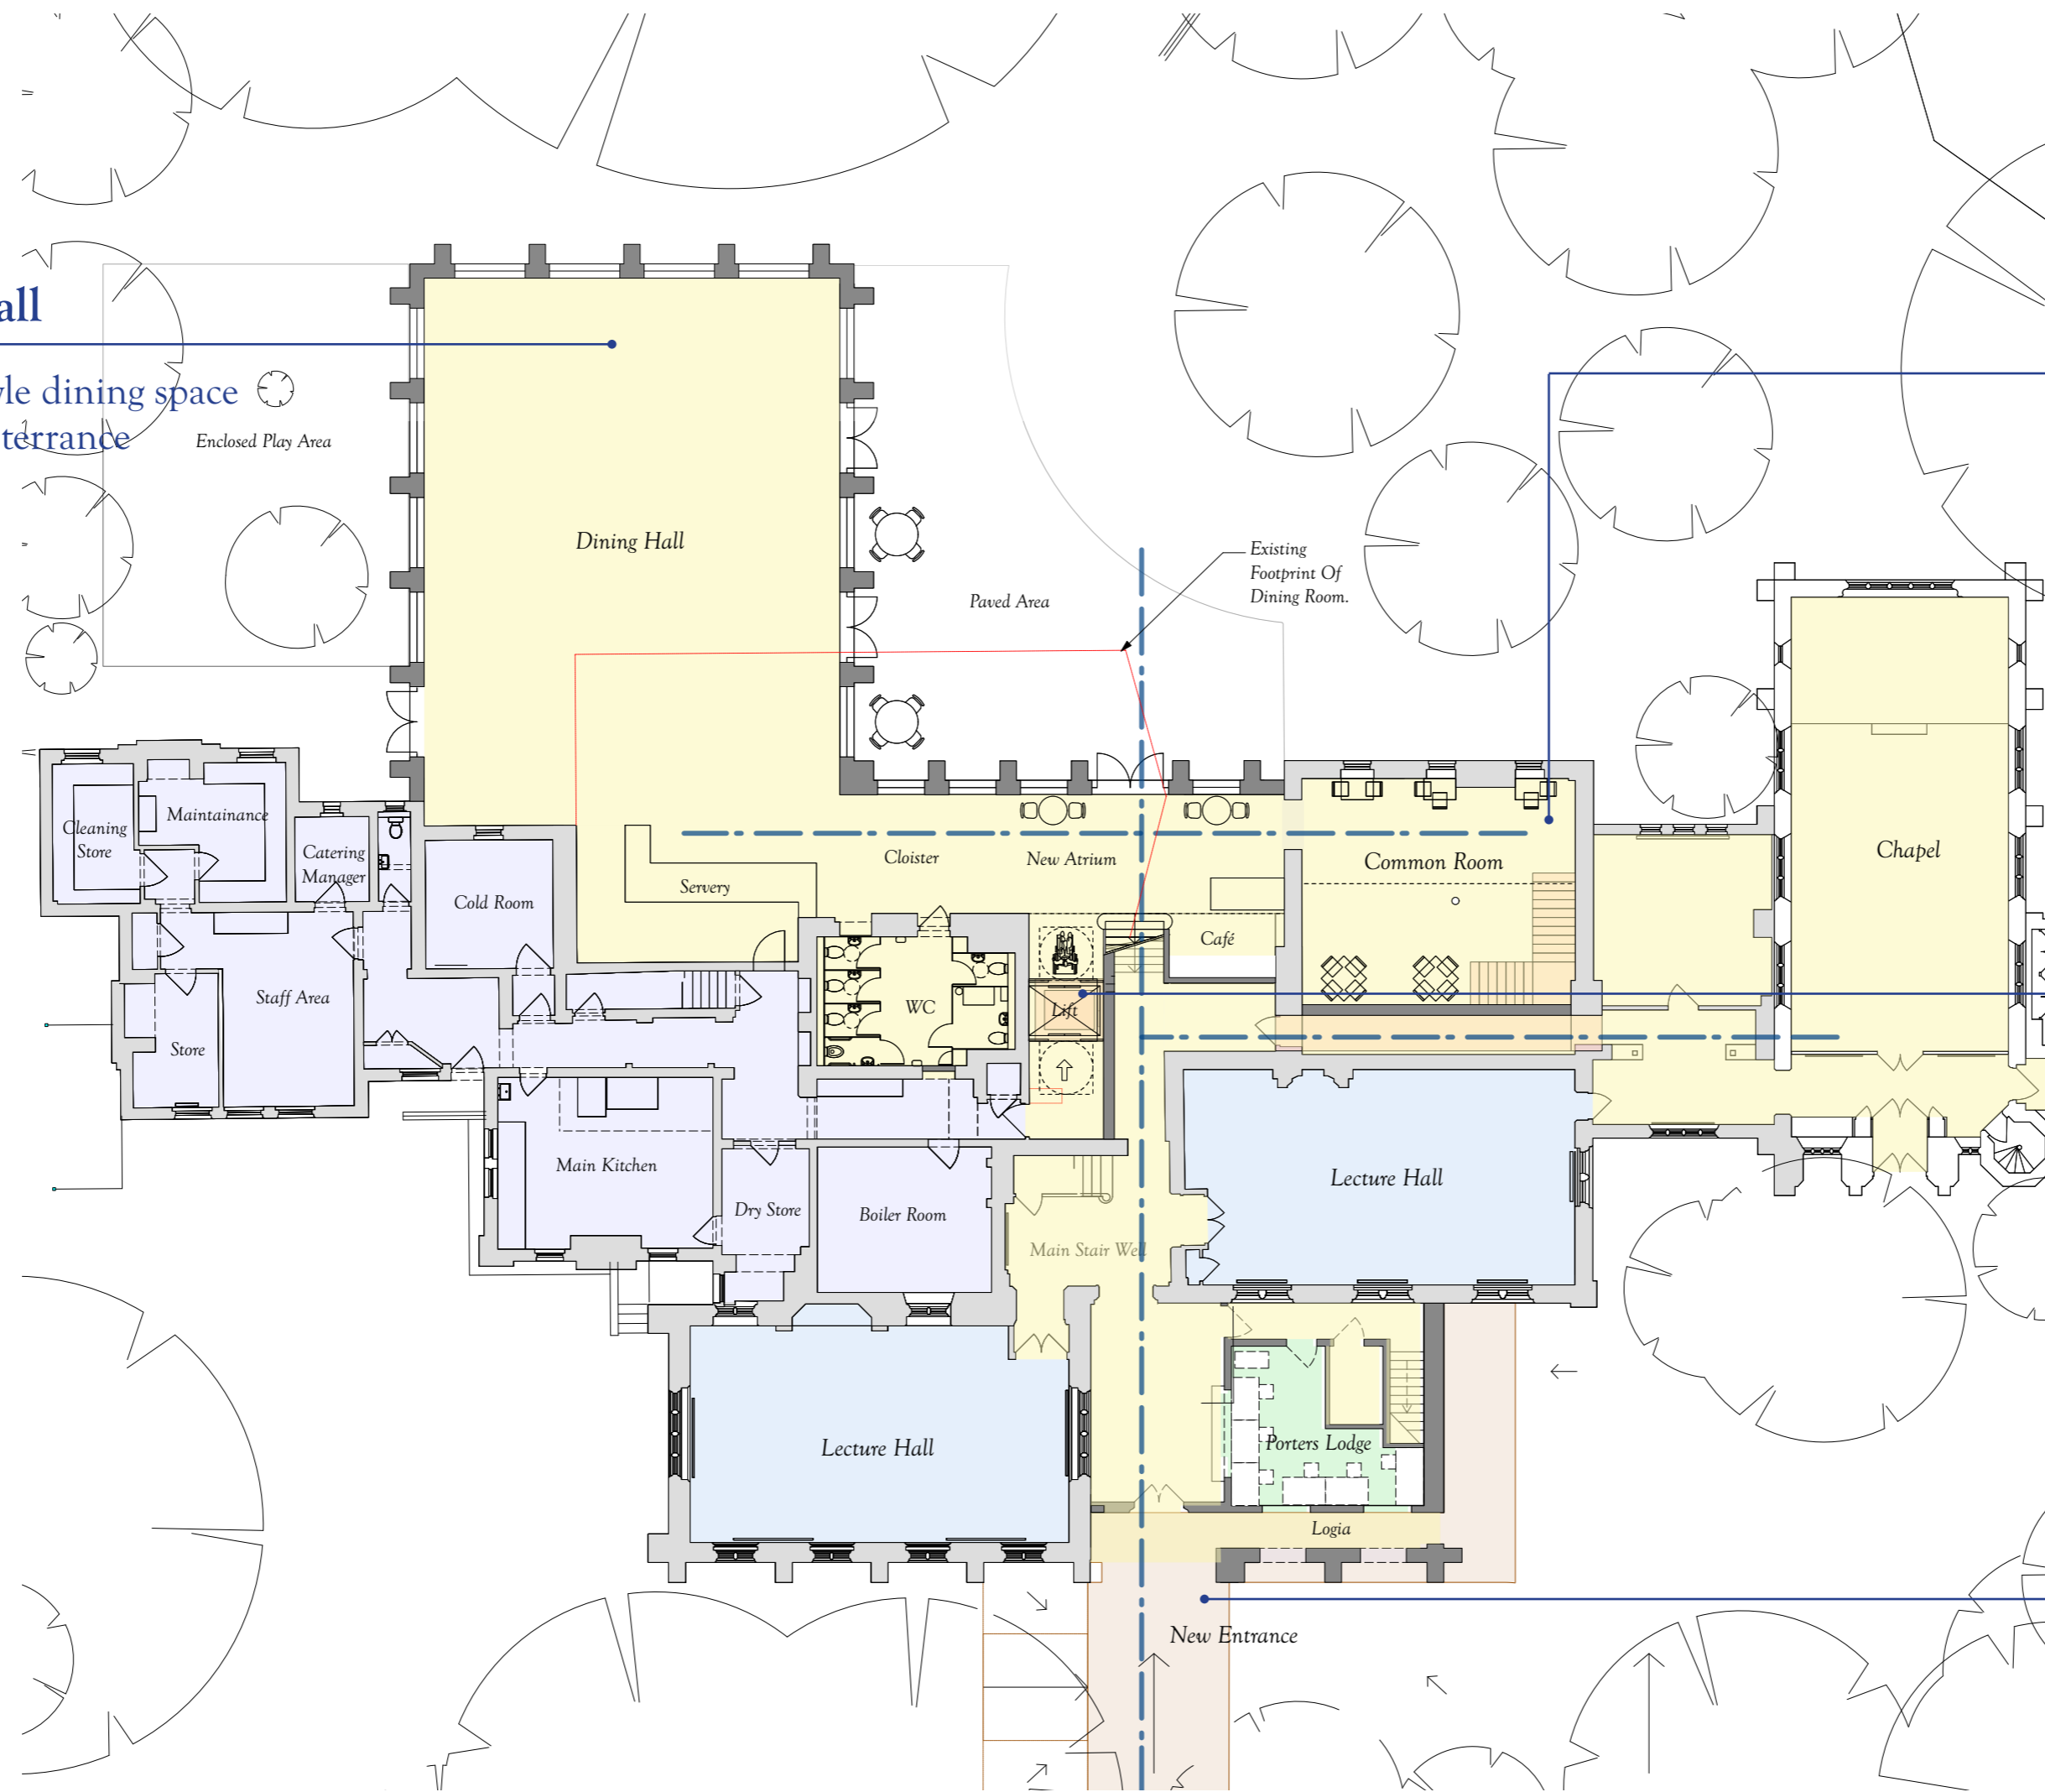 all
yle dining space
terrance
Enclosed Play Area
Dining Hall
Existing
Footprint Of
Dining Room.
Paved Area
Cleaning
Store
Maintainance
Catering
Manager
Cold Room
Servery
Cloister
New Atrium
Common Room
Chapel
Café
Staff Area
Store
WC
Lift
Main Kitchen
Dry Store
Boiler Room
Main Stair Well
Lecture Hall
Lecture Hall
Porters Lodge
Logia
New Entrance